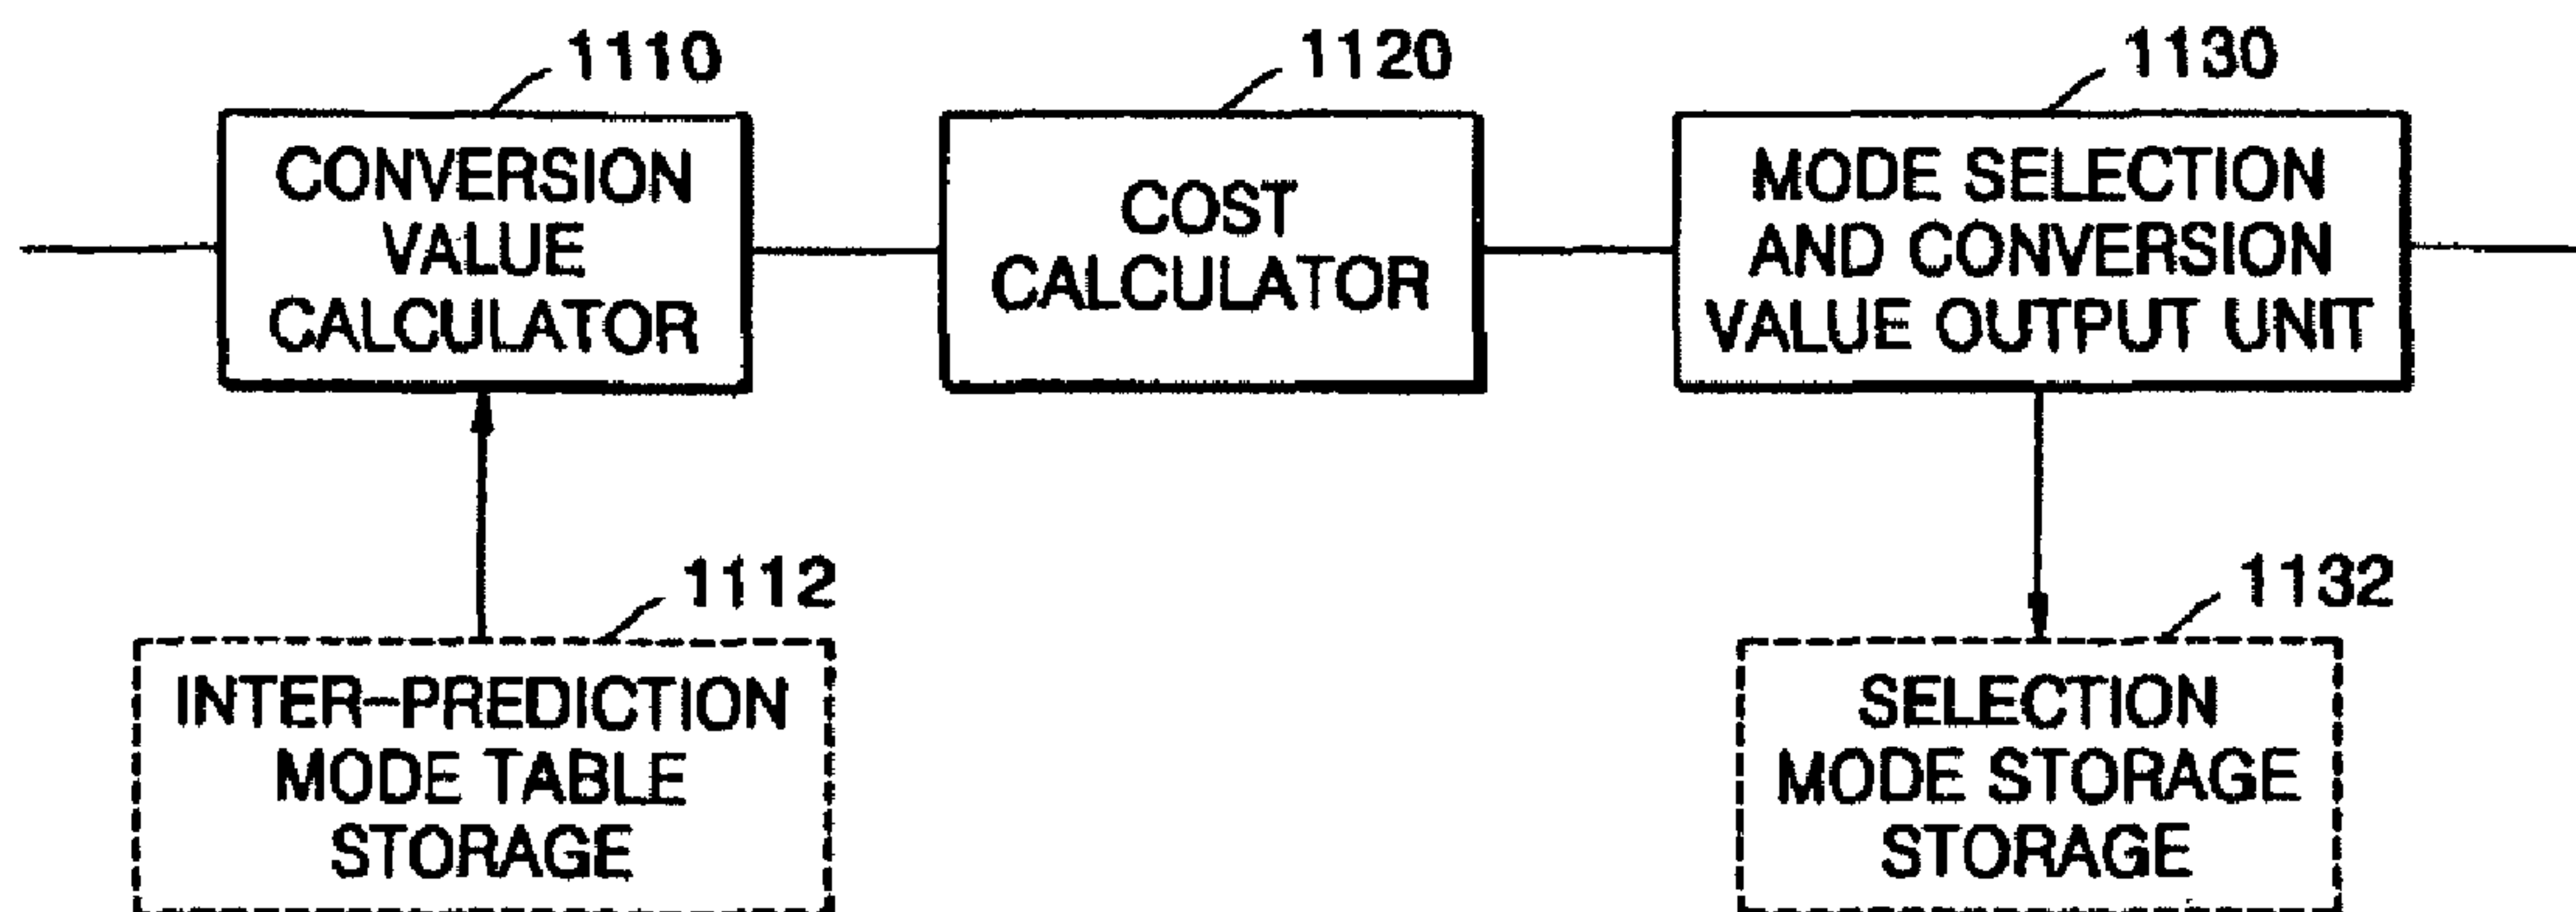 1110
CONVERSION
VALUE
CALCULATOR
1120
COST
CALCULATOR
1130
MODE SELECTION
AND CONVERSION
VALUE OUTPUT UNIT
1112
INTER-PREDICTION
MODE TABLE
STORAGE
1132
SELECTION
MODE STORAGE
STORAGE